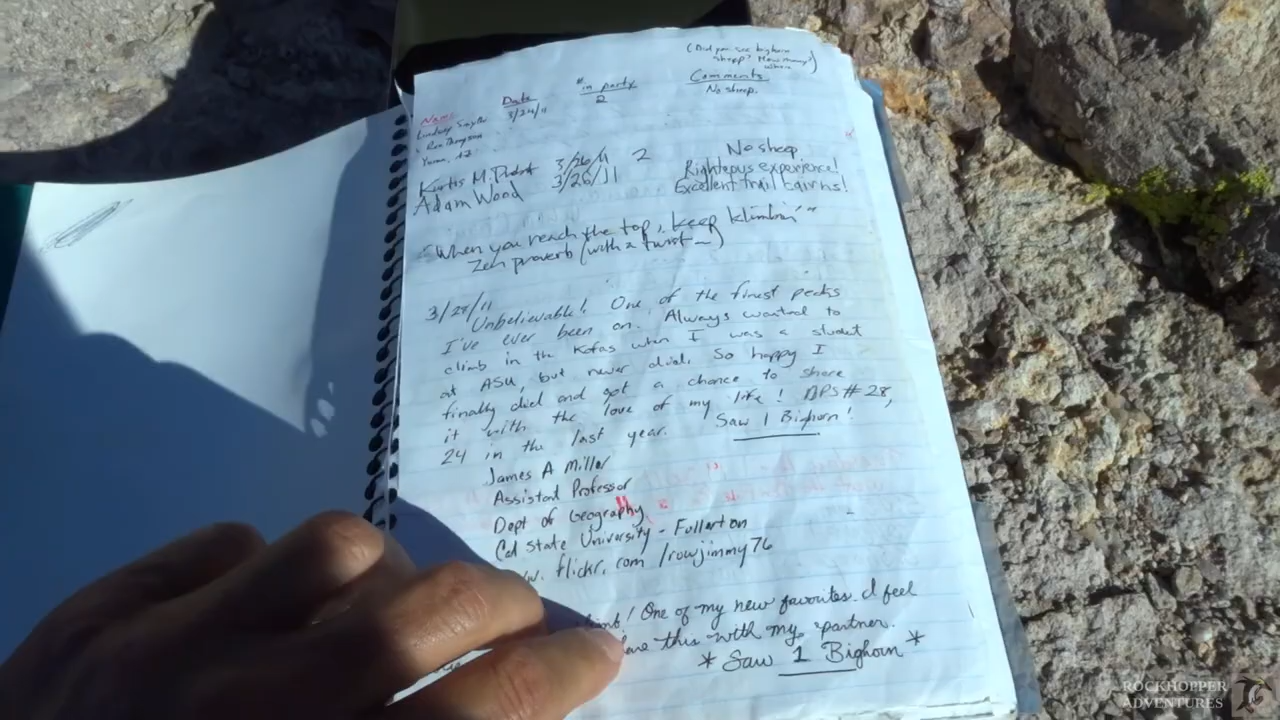 (Did you see bighorn
sheep? How many?
where)
Name Date # in party Comments
3/24/11 2 No sheep.
Lindsay
Yuma, AZ
Kurtis M. 3/26/11 2 No sheep
Adam Wood 3/26/11 Righteous experience!
Excellent trail cairns!
"When you reach the top, keep klimbin'"
Zen proverb (with a twist~)
3/27/11
Unbelievable! One of the finest peaks
I've ever been on. Always wanted to
climb in the Kofas when I was a student
at ASU, but never did. So happy I
finally did and got a chance to share
it with the love of my life! DPS #28,
24 in the last year. Saw 1 Bighorn!
James A. Miller
Assistant Professor
Dept of Geography
Cal State University - Fullerton
w. flickr.com/rowjimmy76
! One of my new favorites. I feel
this with my partner.
* Saw 1 Bighorn *
ROCKHOPPER
ADVENTURES